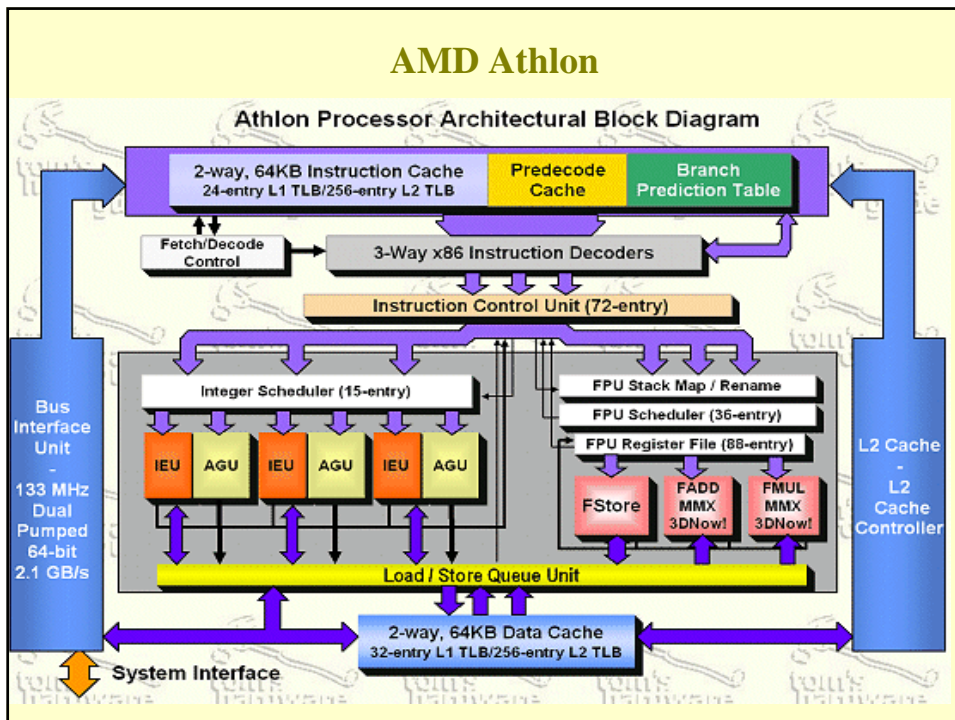 AMD Athlon
Athlon Processor Architectural Block Diagram
2-way, 64KB Instruction Cache
24-entry L1 TLB/256-entry L2 TLB
Predecode
Cache
Branch
Prediction Table
Fetch/Decode
Control
3-Way x86 Instruction Decoders
Instruction Control Unit (72-entry)
Bus
Interface
Unit
-
133 MHz
Dual
Pumped
64-bit
2.1 GB/s
Integer Scheduler (15-entry)
IEU
AGU
IEU
AGU
IEU
AGU
FPU Stack Map / Rename
FPU Scheduler (36-entry)
FPU Register File (88-entry)
FStore
FADD
MMX
3DNow!
FMUL
MMX
3DNow!
L2 Cache
-
L2
Cache
Controller
Load / Store Queue Unit
2-way, 64KB Data Cache
32-entry L1 TLB/256-entry L2 TLB
System Interface
tom's
hardware